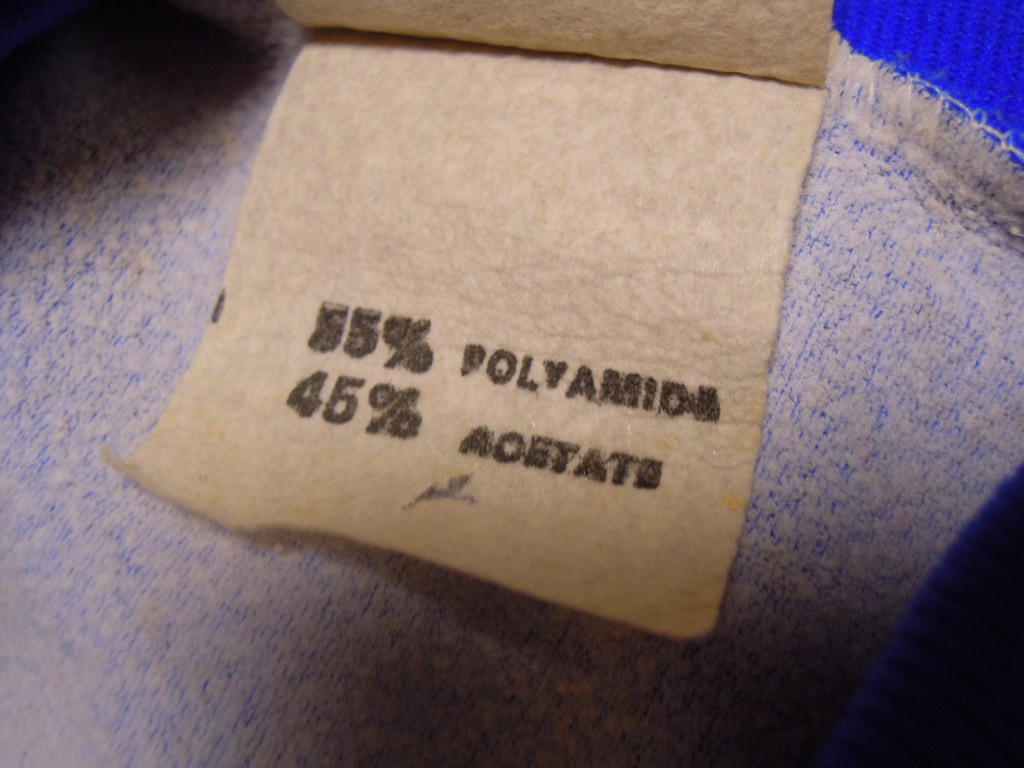 55% POLYAMIDE
45% ACETATE